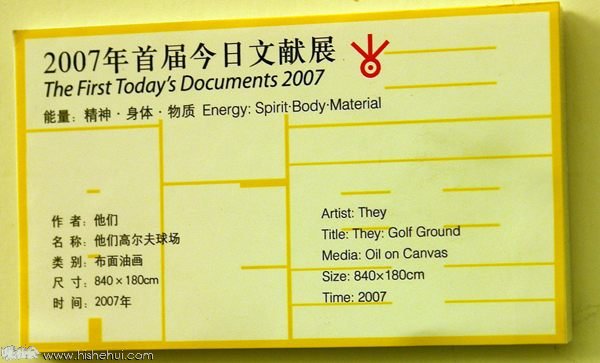 2007年首届今日文献展
The First Today's Documents 2007
能量：精神·身体·物质 Energy: Spirit·Body·Material
作 者：他们
名 称：他们高尔夫球场
类 别：布面油画
尺 寸：840×180cm
时 间：2007年
Artist: They
Title: They: Golf Ground
Media: Oil on Canvas
Size: 840×180cm
Time: 2007
www.hishehui.com